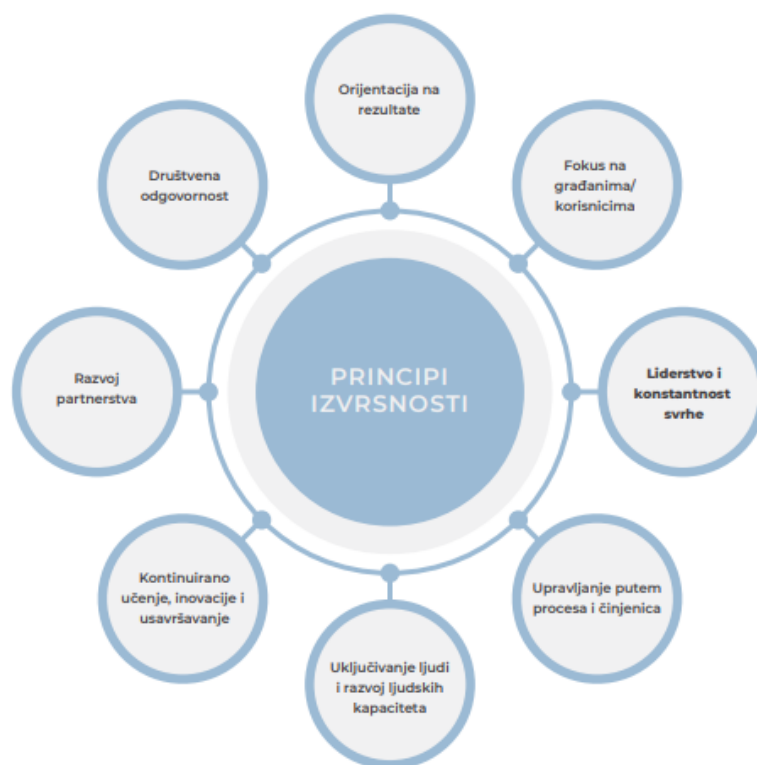 Orijentacija na
rezultate
Fokus na
građanima/
korisnicima
Liderstvo i
konstantnost
svrhe
Upravljanje putem
procesa i činjenica
Uključivanje ljudi
i razvoj ljudskih
kapaciteta
Kontinuirano
učenje, inovacije i
usavršavanje
Razvoj
partnerstva
Društvena
odgovornost
PRINCIPI
IZVRSNOSTI